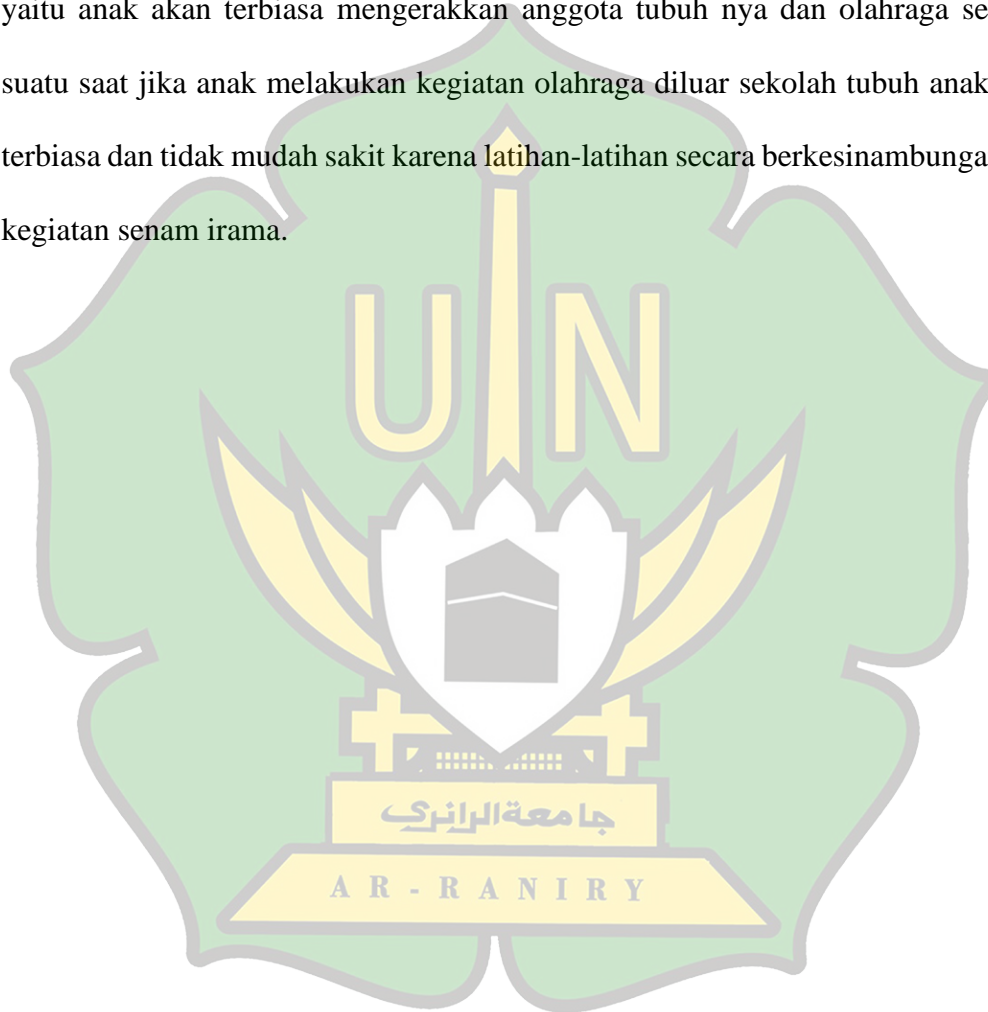 yaitu anak akan terbiasa mengerakkan anggota tubuh nya dan olahraga se
suatu saat jika anak melakukan kegiatan olahraga diluar sekolah tubuh anak
terbiasa dan tidak mudah sakit karena latihan-latihan secara berkesinambunga
kegiatan senam irama.
UIN
جامعةالرانري
AR-RANIRY